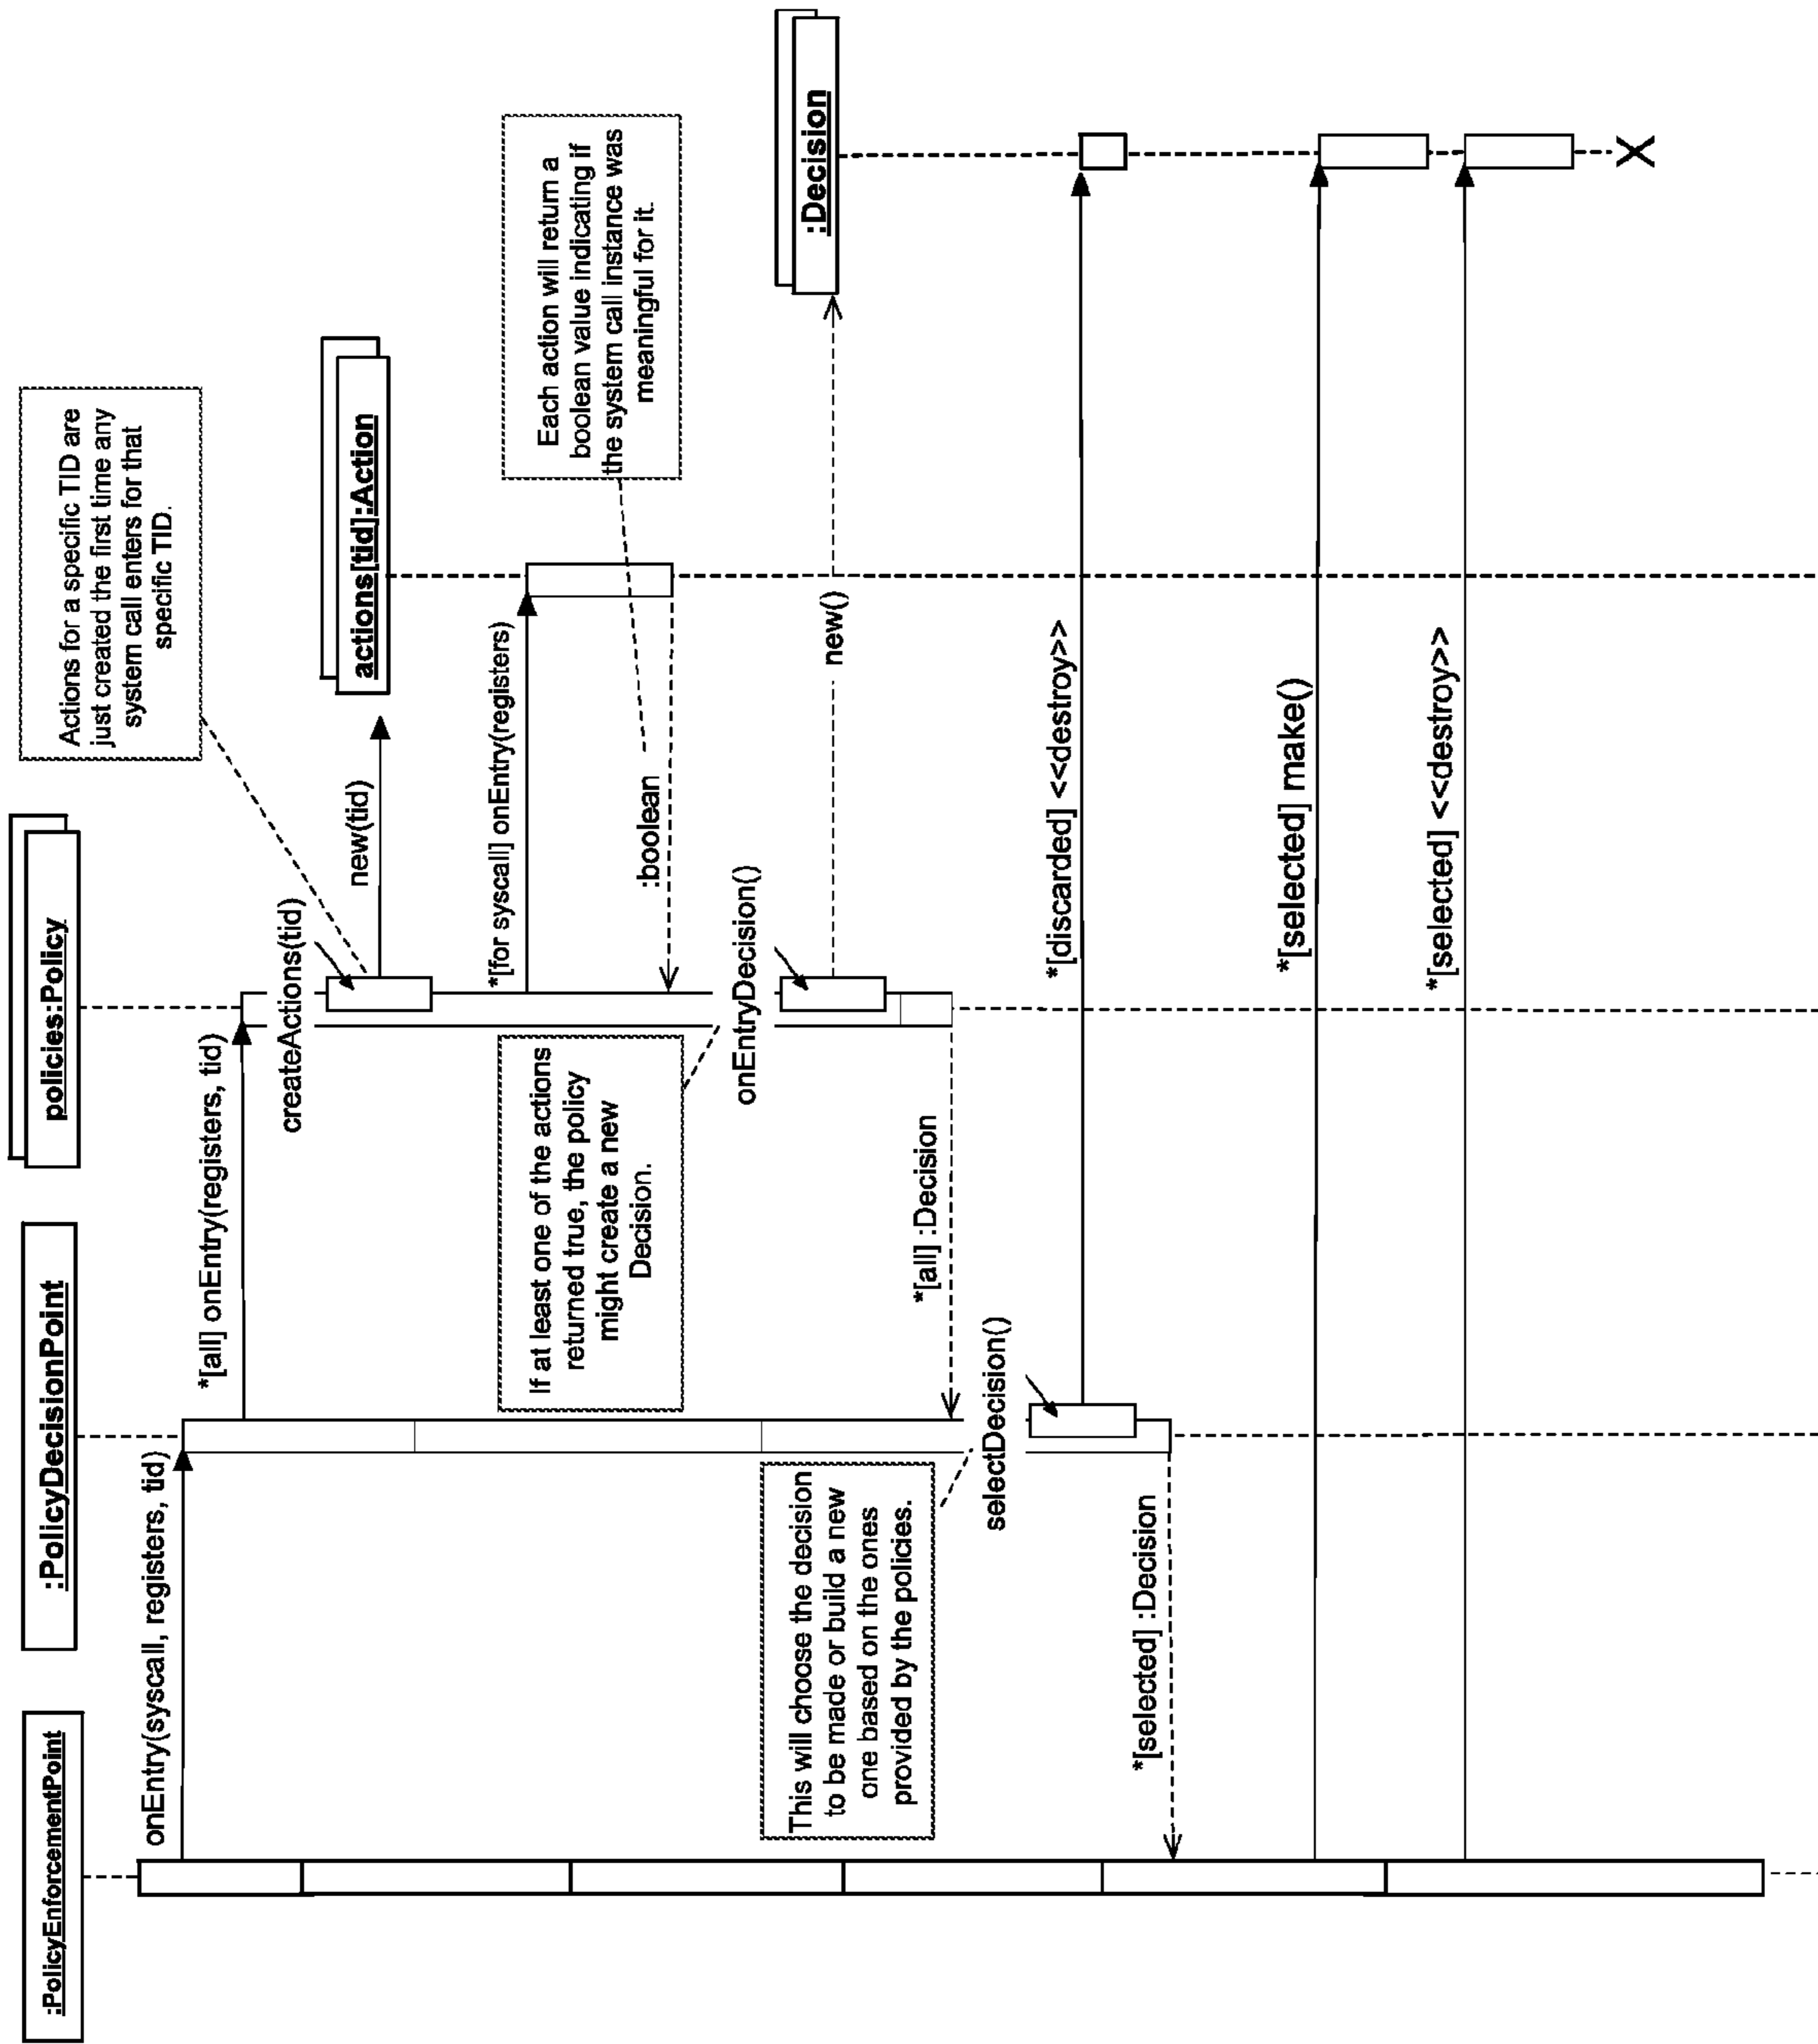 :PolicyEnforcementPoint
:PolicyDecisionPoint
policies:Policy
onEntry(syscall, registers, tid)
*[all] onEntry(registers, tid)
createActions(tid)
Actions for a specific TID are
just created the first time any
system call enters for that
specific TID.
new(tid)
actions[tid]:Action
*[for syscall] onEntry(registers)
Each action will return a
boolean value indicating if
the system call instance was
meaningful for it.
:boolean
If at least one of the actions
returned true, the policy
might create a new
Decision.
onEntryDecision()
new()
:Decision
*[all] :Decision
This will choose the decision
to be made or build a new
one based on the ones
provided by the policies.
selectDecision()
*[discarded] <<destroy>>
*[selected] :Decision
*[selected] make()
*[selected] <<destroy>>
X